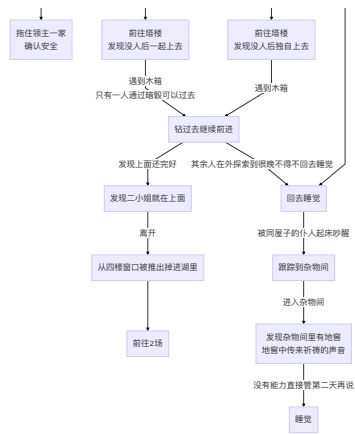 拖住领主一家
确认安全
前往塔楼
发现没人后一起上去
前往塔楼
发现没人后独自上去
遇到木箱
只有一人通过暗骰可以过去
遇到木箱
钻过去继续前进
发现上面还完好
其余人在外探索到很晚不得不回去睡觉
发现二小姐就在上面
回去睡觉
离开
被同屋子的仆人起床吵醒
从四楼窗口被推出掉进湖里
跟踪到杂物间
进入杂物间
前往2场
发现杂物间里有地窖
地窖中传来祈祷的声音
没有能力直接管第二天再说
睡觉